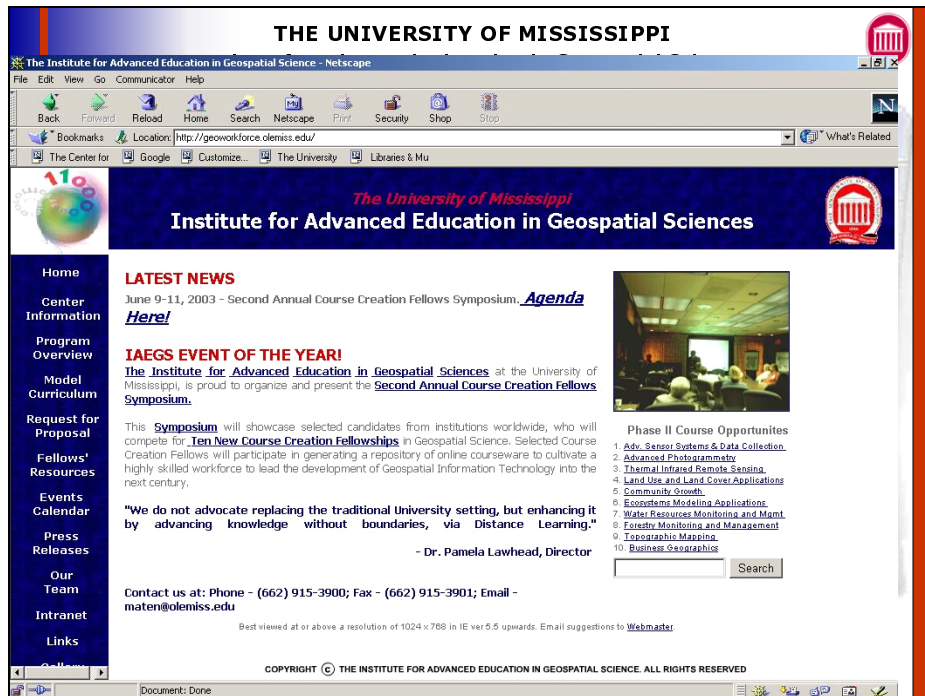 THE UNIVERSITY OF MISSISSIPPI
The Institute for Advanced Education in Geospatial Science - Netscape
File Edit View Go Communicator Help
Back Forward Reload Home Search Netscape Print Security Shop Stop
Bookmarks Location: http://geoworkforce.olemiss.edu/ What's Related
The Center for Google Customize... The University Libraries & Mu
11000
The University of Mississippi
Institute for Advanced Education in Geospatial Sciences
Home
Center
Information
Program
Overview
Model
Curriculum
Request for
Proposal
Fellows'
Resources
Events
Calendar
Press
Releases
Our
Team
Intranet
Links
Gallery
LATEST NEWS
June 9-11, 2003 - Second Annual Course Creation Fellows Symposium. Agenda
Here!
IAEGS EVENT OF THE YEAR!
The Institute for Advanced Education in Geospatial Sciences at the University of
Mississippi, is proud to organize and present the Second Annual Course Creation Fellows
Symposium.
This Symposium will showcase selected candidates from institutions worldwide, who will
compete for Ten New Course Creation Fellowships in Geospatial Science. Selected Course
Creation Fellows will participate in generating a repository of online courseware to cultivate a
highly skilled workforce to lead the development of Geospatial Information Technology into the
next century.
"We do not advocate replacing the traditional University setting, but enhancing it
by advancing knowledge without boundaries, via Distance Learning."
- Dr. Pamela Lawhead, Director
Contact us at: Phone - (662) 915-3900; Fax - (662) 915-3901; Email -
maten@olemiss.edu
Phase II Course Opportunites
1. Adv. Sensor Systems & Data Collection
2. Advanced Photogrammetry
3. Thermal Infrared Remote Sensing
4. Land Use and Land Cover Applications
5. Community Growth
6. Ecosystems Modeling Applications
7. Water Resources Monitoring and Mgmt
8. Forestry Monitoring and Management
9. Topographic Mapping
10. Business Geographics
Search
Best viewed at or above a resolution of 1024 x 768 in IE ver 5.5 upwards. Email suggestions to Webmaster.
COPYRIGHT © THE INSTITUTE FOR ADVANCED EDUCATION IN GEOSPATIAL SCIENCE. ALL RIGHTS RESERVED
Document: Done